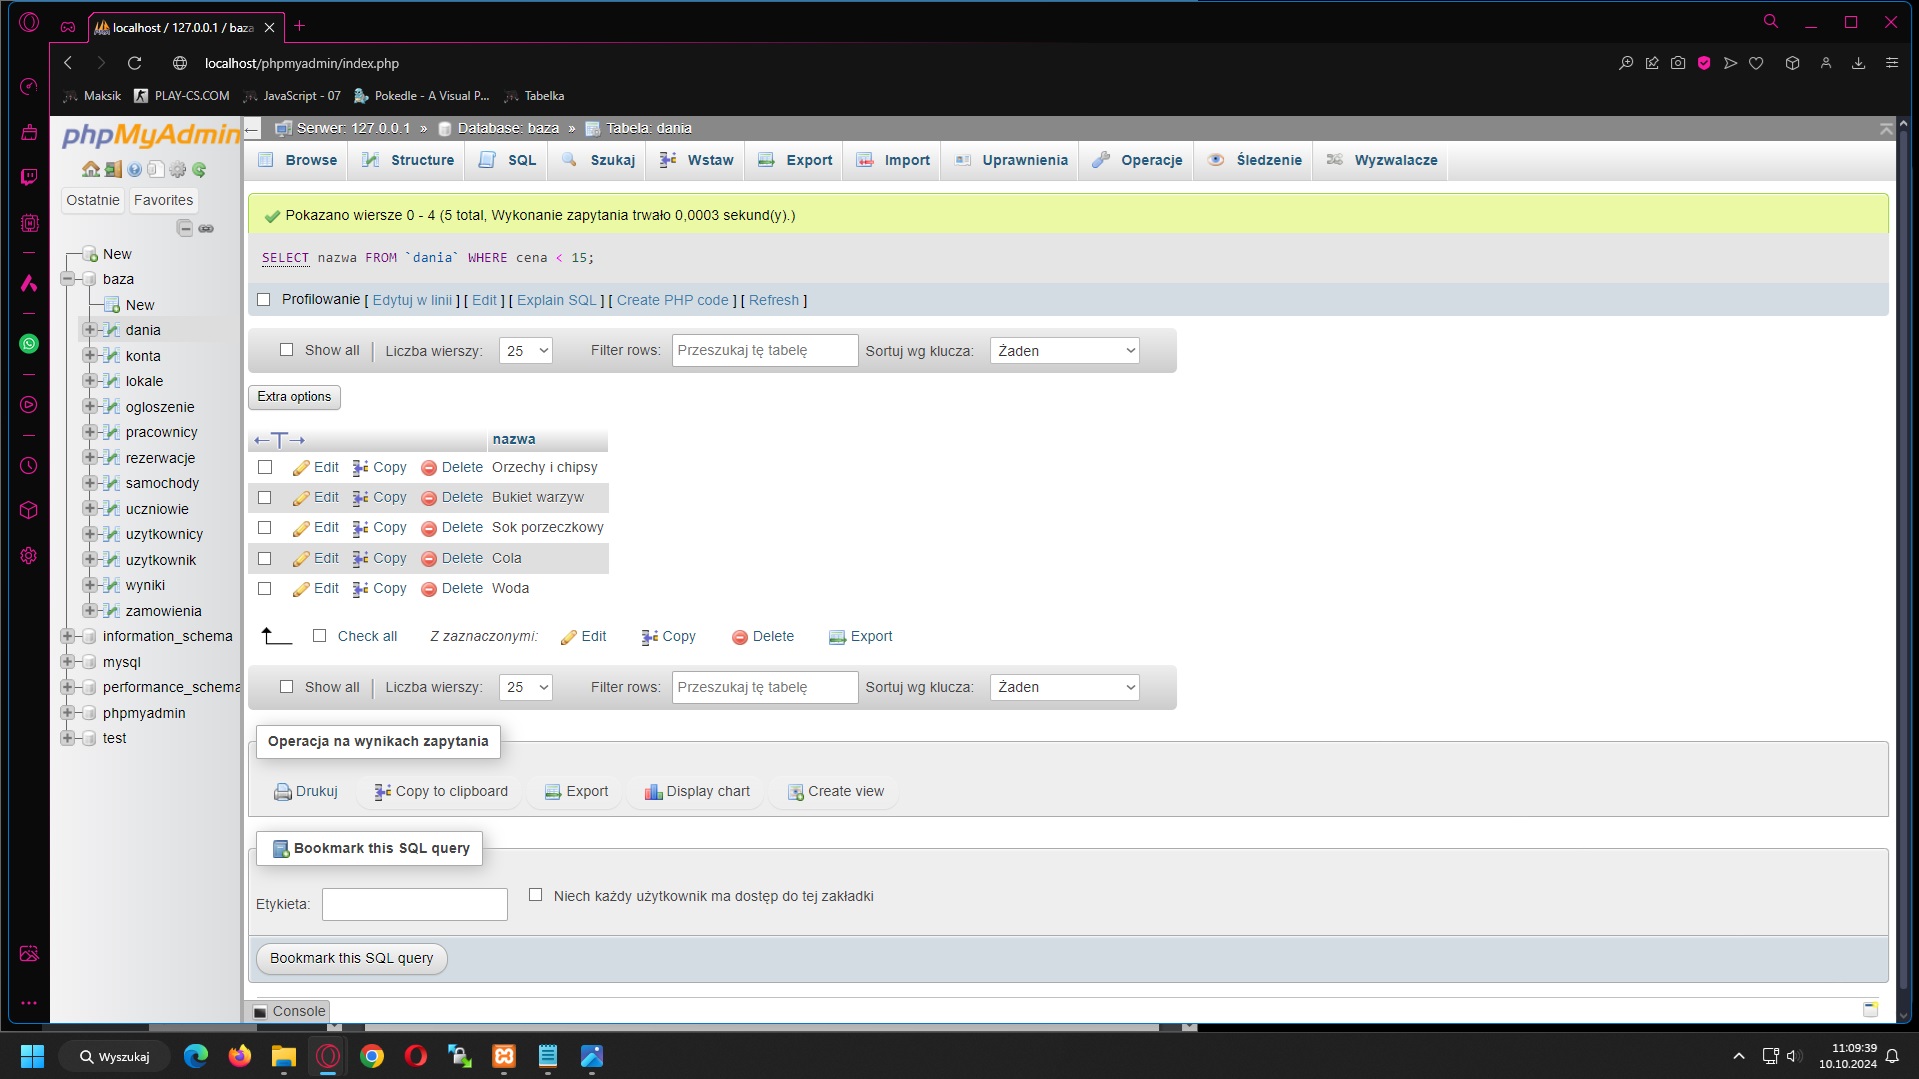 localhost / 127.0.0.1 / baza
localhost/phpmyadmin/index.php
Maksik
PLAY-CS.COM
JavaScript - 07
Pokedle - A Visual P...
Tabelka
phpMyAdmin
Ostatnie
Favorites
New
baza
New
dania
konta
lokale
ogloszenie
pracownicy
rezerwacje
samochody
uczniowie
uzytkownicy
uzytkownik
wyniki
zamowienia
information_schema
mysql
performance_schema
phpmyadmin
test
Serwer: 127.0.0.1 » Database: baza » Tabela: dania
Browse
Structure
SQL
Szukaj
Wstaw
Export
Import
Uprawnienia
Operacje
Śledzenie
Wyzwalacze
Pokazano wiersze 0 - 4 (5 total, Wykonanie zapytania trwało 0,0003 sekund(y).)
SELECT nazwa FROM `dania` WHERE cena < 15;
Profilowanie [ Edytuj w linii ] [ Edit ] [ Explain SQL ] [ Create PHP code ] [ Refresh ]
Show all | Liczba wierszy: 25 Filter rows: Przeszukaj tę tabelę Sortuj wg klucza: Żaden
Extra options
←T→ nazwa
Edit Copy Delete Orzechy i chipsy
Edit Copy Delete Bukiet warzyw
Edit Copy Delete Sok porzeczkowy
Edit Copy Delete Cola
Edit Copy Delete Woda
Check all Z zaznaczonymi: Edit Copy Delete Export
Show all | Liczba wierszy: 25 Filter rows: Przeszukaj tę tabelę Sortuj wg klucza: Żaden
Operacja na wynikach zapytania
Drukuj Copy to clipboard Export Display chart Create view
Bookmark this SQL query
Etykieta: Niech każdy użytkownik ma dostęp do tej zakładki
Bookmark this SQL query
Console
Wyszukaj
11:09:39
10.10.2024